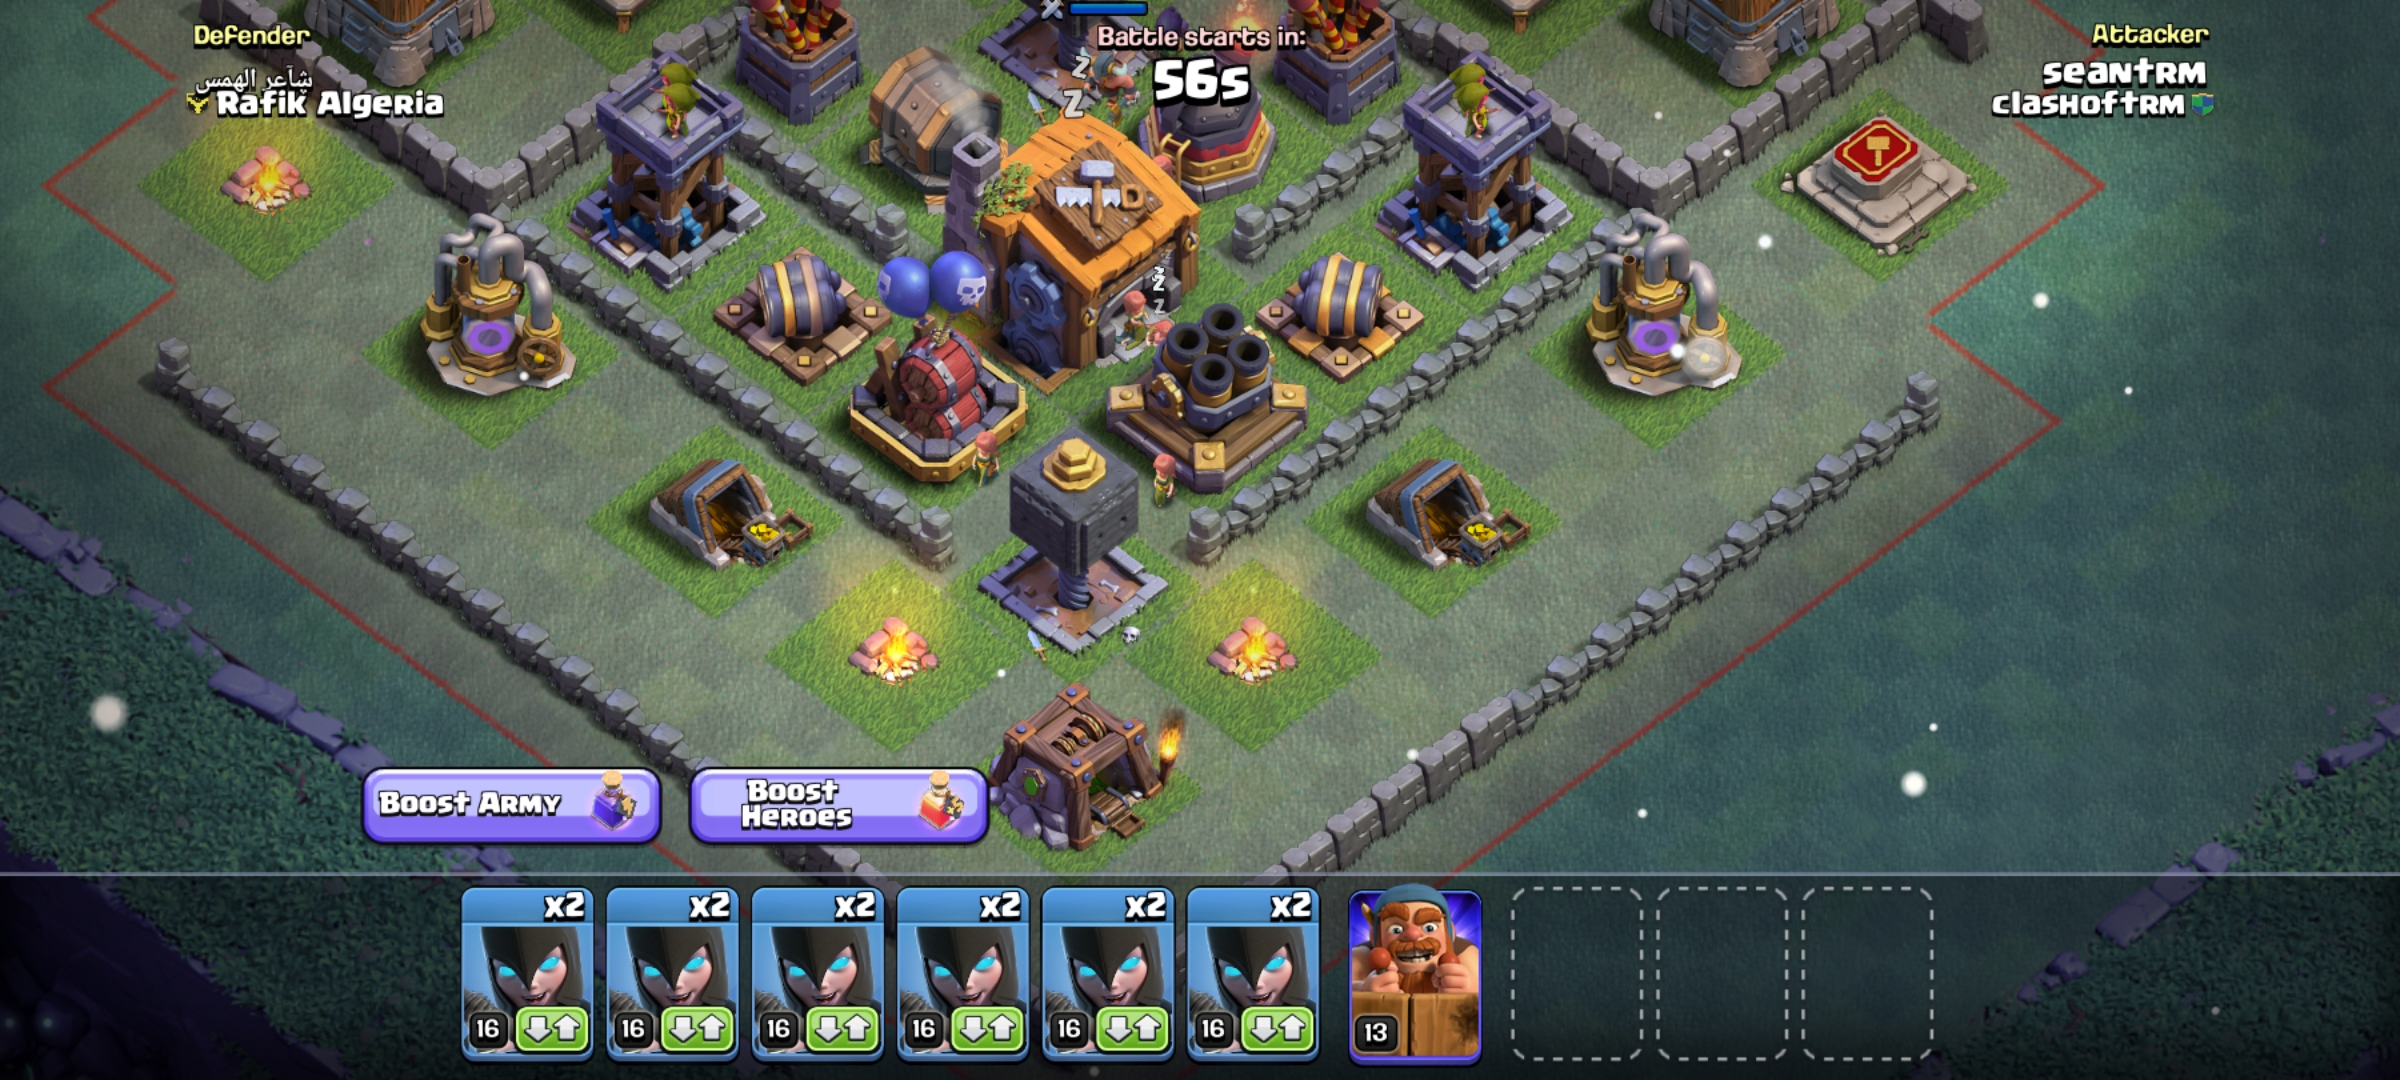 Defender
شآعر الهمس
Rafik Algeria
Battle starts in:
56s
Attacker
seantRM
clashoftRM
Z
Z
z
z
z
Boost Army
Boost
Heroes
x2
x2
x2
x2
x2
x2
16
16
16
16
16
16
13